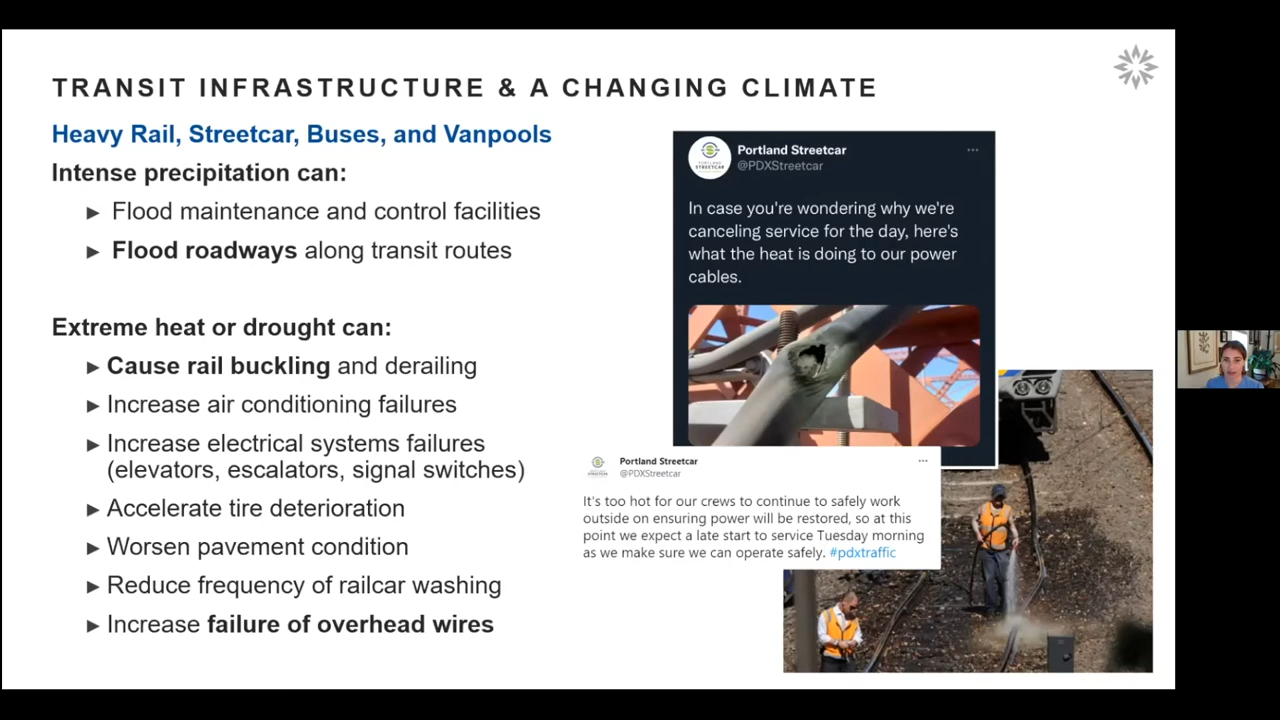 TRANSIT INFRASTRUCTURE & A CHANGING CLIMATE
Heavy Rail, Streetcar, Buses, and Vanpools
Intense precipitation can:
► Flood maintenance and control facilities
► Flood roadways along transit routes
Extreme heat or drought can:
► Cause rail buckling and derailing
► Increase air conditioning failures
► Increase electrical systems failures
(elevators, escalators, signal switches)
► Accelerate tire deterioration
► Worsen pavement condition
► Reduce frequency of railcar washing
► Increase failure of overhead wires
Portland Streetcar
@PDXStreetcar
In case you're wondering why we're
canceling service for the day, here's
what the heat is doing to our power
cables.
Portland Streetcar
@PDXStreetcar
It's too hot for our crews to continue to safely work
outside on ensuring power will be restored, so at this
point we expect a late start to service Tuesday morning
as we make sure we can operate safely. #pdxtraffic